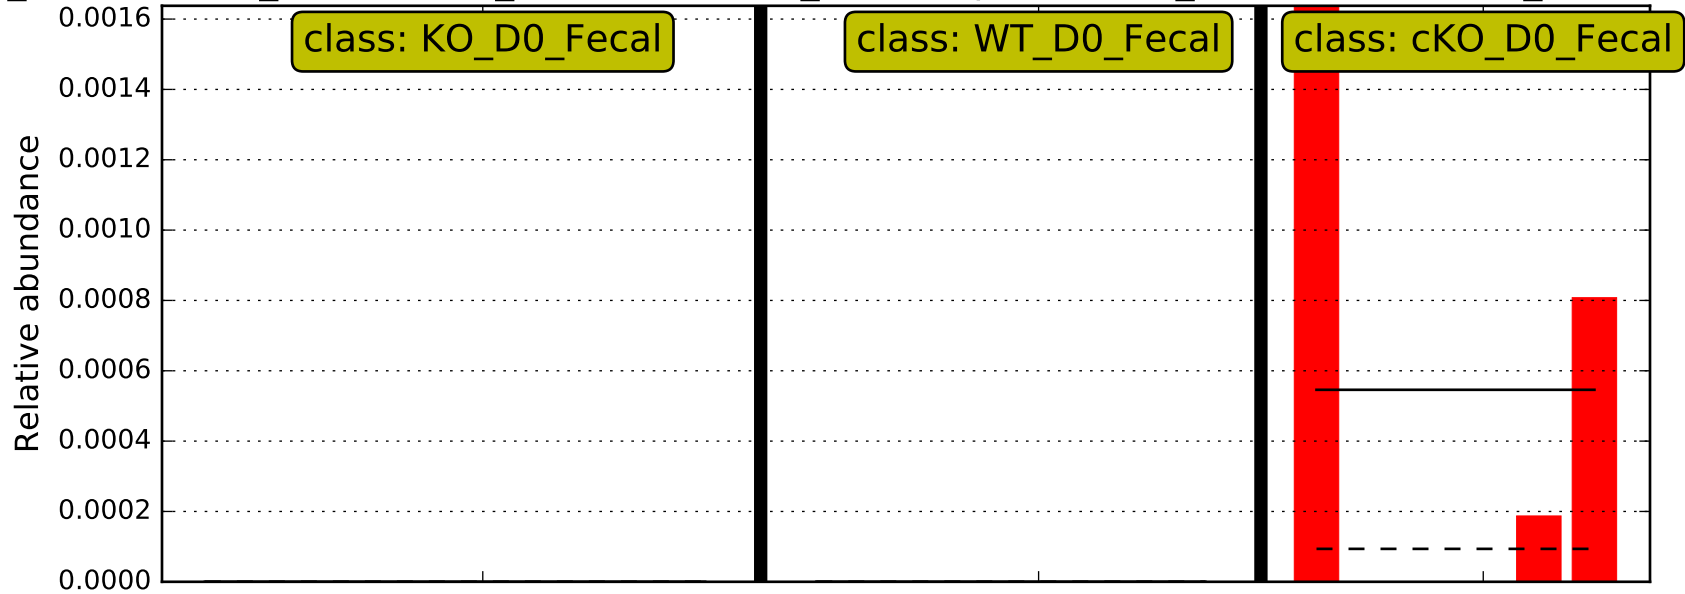 class: KO_D0_Fecal
class: WT_D0_Fecal
class: cKO_D0_Fecal
Relative abundance
0.0016
0.0014
0.0012
0.0010
0.0008
0.0006
0.0004
0.0002
0.0000